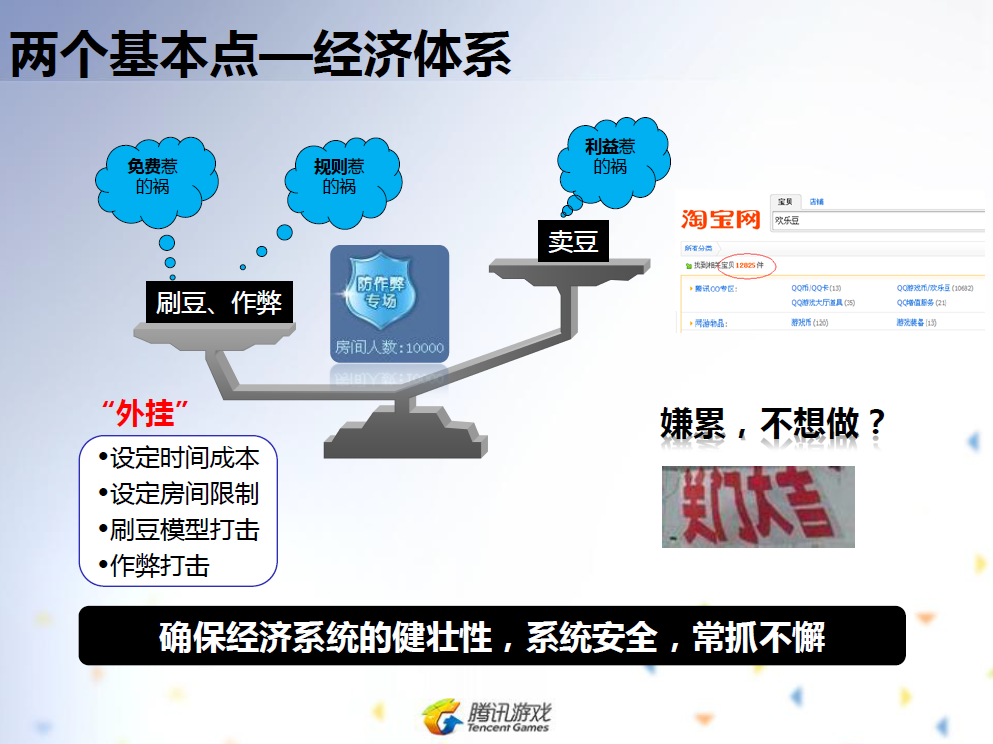 两个基本点—经济体系
免费惹
的祸
规则惹
的祸
利益惹
的祸
刷豆、作弊
卖豆
防作弊
专场
房间人数:10000
淘宝网
宝贝
店铺
欢乐豆
所有分类
找到相关宝贝 12025 件
腾讯QQ专区:
QQ币/QQ卡 (13)
QQ游戏币/欢乐豆 (10692)
QQ游戏大厅道具 (35)
QQ增值服务 (21)
网游物品:
游戏币 (120)
游戏装备 (13)
“外挂”
•设定时间成本
•设定房间限制
•刷豆模型打击
•作弊打击
嫌累，不想做？
关门大吉
确保经济系统的健壮性，系统安全，常抓不懈
腾讯游戏
Tencent Games